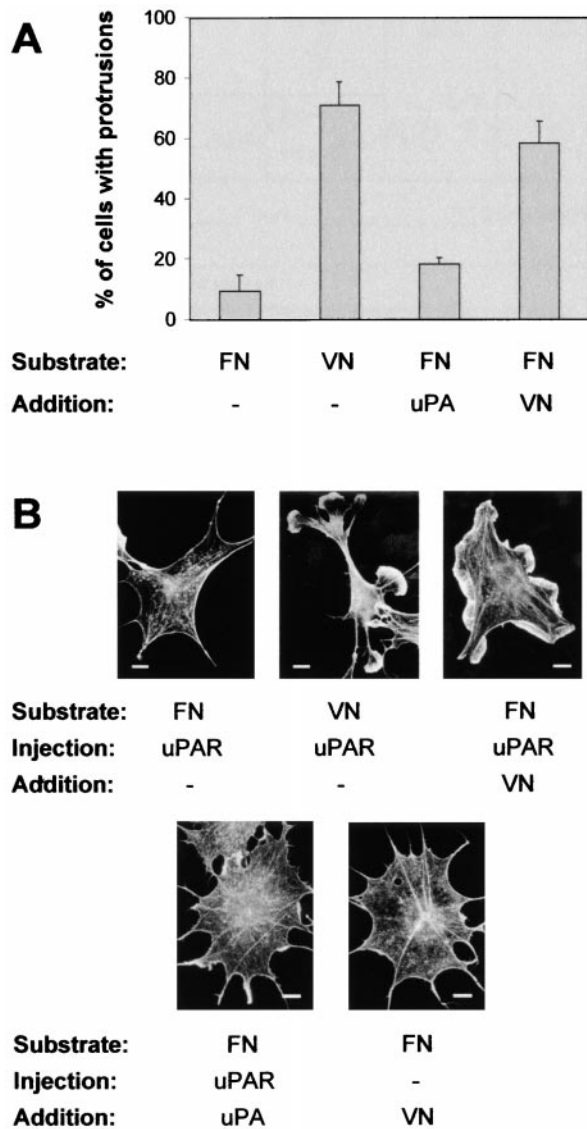 A
% of cells with protrusions
100
80
60
40
20
0
Substrate: FN VN FN FN
Addition: - - uPA VN
B
Substrate: FN VN FN
Injection: uPAR uPAR uPAR
Addition: - - VN
Substrate: FN FN
Injection: uPAR -
Addition: uPA VN